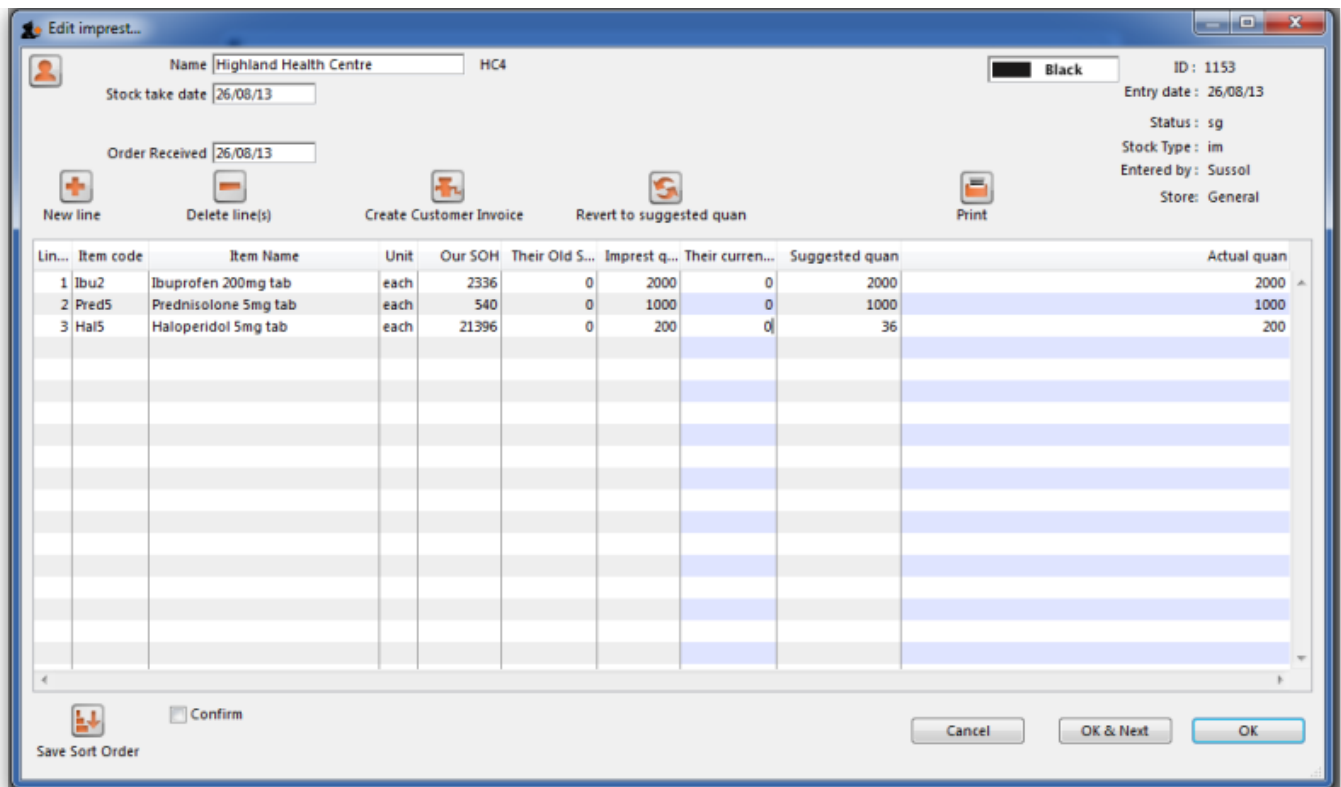 Edit imprest...
Name Highland Health Centre HC4 Black ID : 1153
Stock take date 26/08/13 Entry date : 26/08/13
Status : sg
Order Received 26/08/13 Stock Type : im
Entered by : Sussol
Store: General
New line Delete line(s) Create Customer Invoice Revert to suggested quan Print
Lin... Item code Item Name Unit Our SOH Their Old S... Imprest q... Their curren... Suggested quan Actual quan
1 Ibu2 Ibuprofen 200mg tab each 2336 0 2000 0 2000 2000
2 Pred5 Prednisolone 5mg tab each 540 0 1000 0 1000 1000
3 Hal5 Haloperidol 5mg tab each 21396 0 200 0 36 200
Confirm
Save Sort Order Cancel OK & Next OK